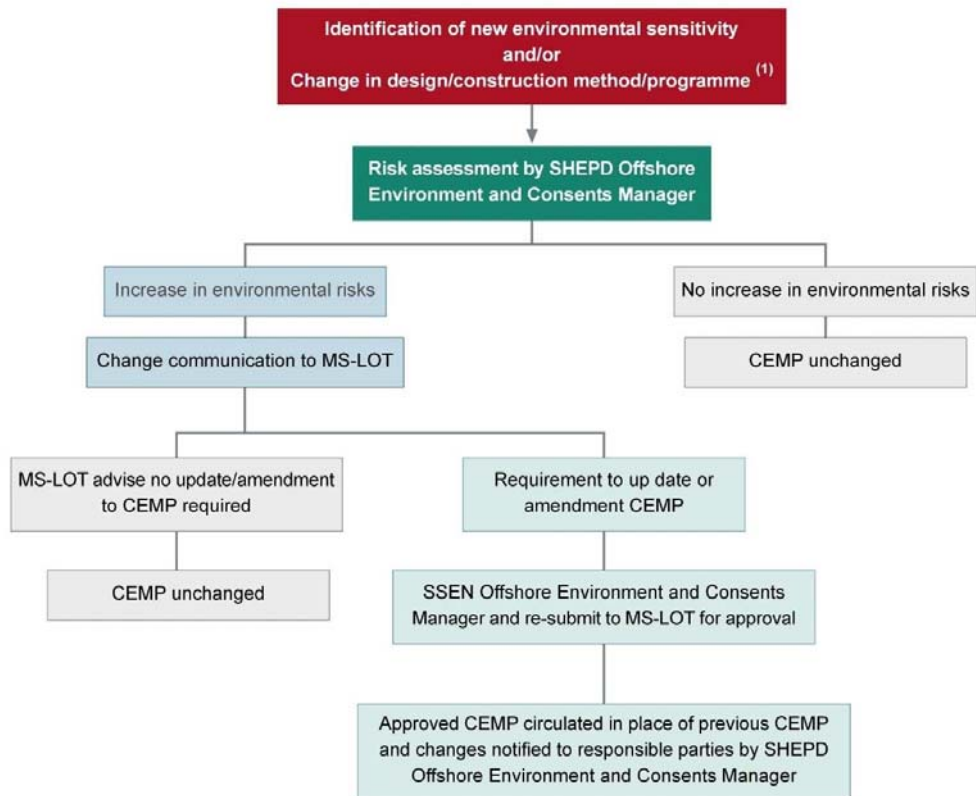 Identification of new environmental sensitivity
and/or
Change in design/construction method/programme (1)
Risk assessment by SHEPD Offshore
Environment and Consents Manager
Increase in environmental risks
No increase in environmental risks
Change communication to MS-LOT
CEMP unchanged
MS-LOT advise no update/amendment
to CEMP required
Requirement to up date or
amendment CEMP
CEMP unchanged
SSEN Offshore Environment and Consents
Manager and re-submit to MS-LOT for approval
Approved CEMP circulated in place of previous CEMP
and changes notified to responsible parties by SHEPD
Offshore Environment and Consents Manager